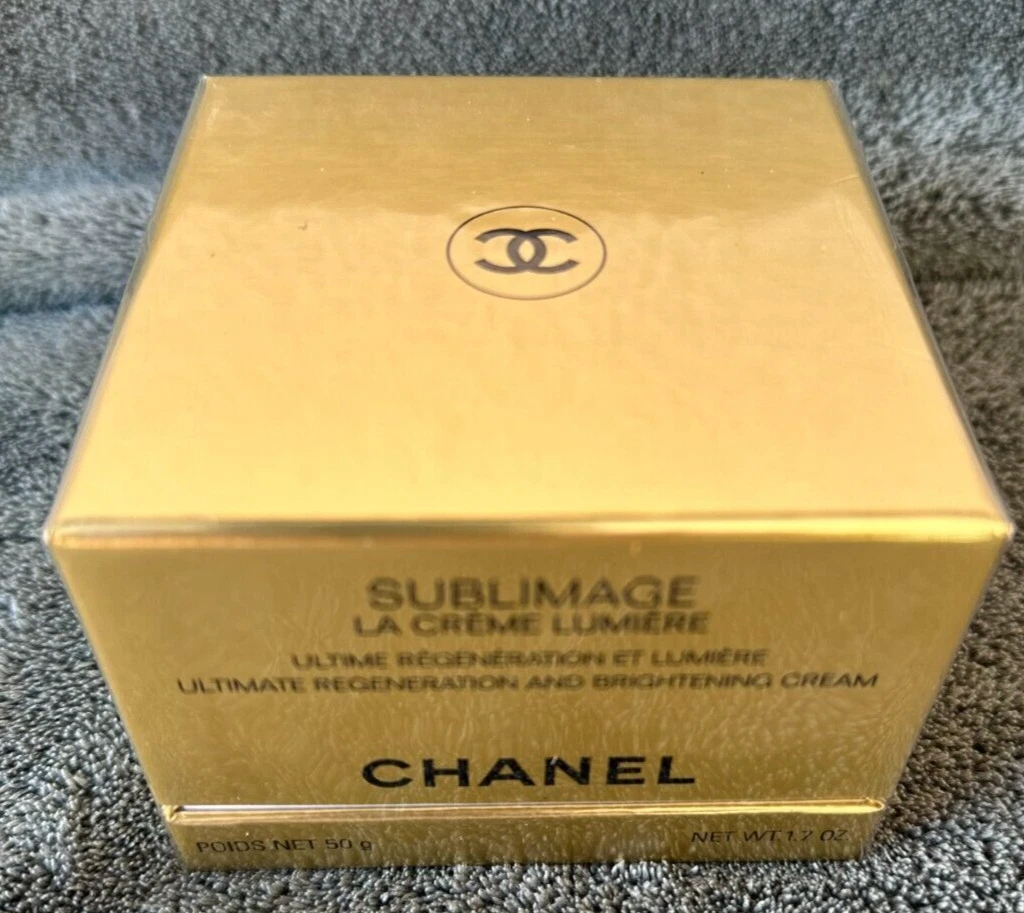 SUBLIMAGE
LA CRÈME LUMIÈRE
ULTIME RÉGÉNÉRATION ET LUMIÈRE
ULTIMATE REGENERATION AND BRIGHTENING CREAM
CHANEL
POIDS NET 50 g
NET WT.1.7 OZ.